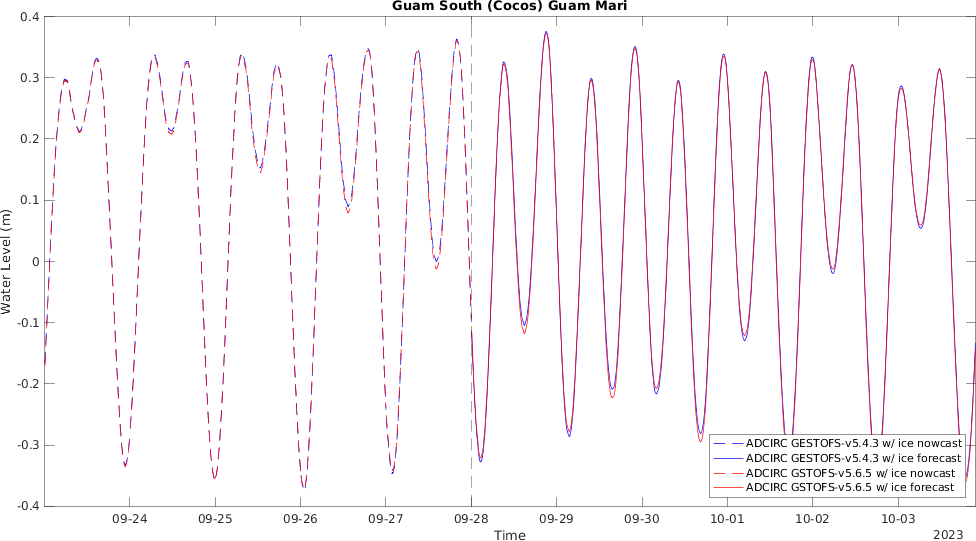 Guam South (Cocos) Guam Mari
Water Level (m)
0.4
0.3
0.2
0.1
0
-0.1
-0.2
-0.3
-0.4
ADCIRC GESTOFS-v5.4.3 w/ ice nowcast
ADCIRC GESTOFS-v5.4.3 w/ ice forecast
ADCIRC GSTOFS-v5.6.5 w/ ice nowcast
ADCIRC GSTOFS-v5.6.5 w/ ice forecast
09-24 09-25 09-26 09-27 09-28 09-29 09-30 10-01 10-02 10-03
Time
2023